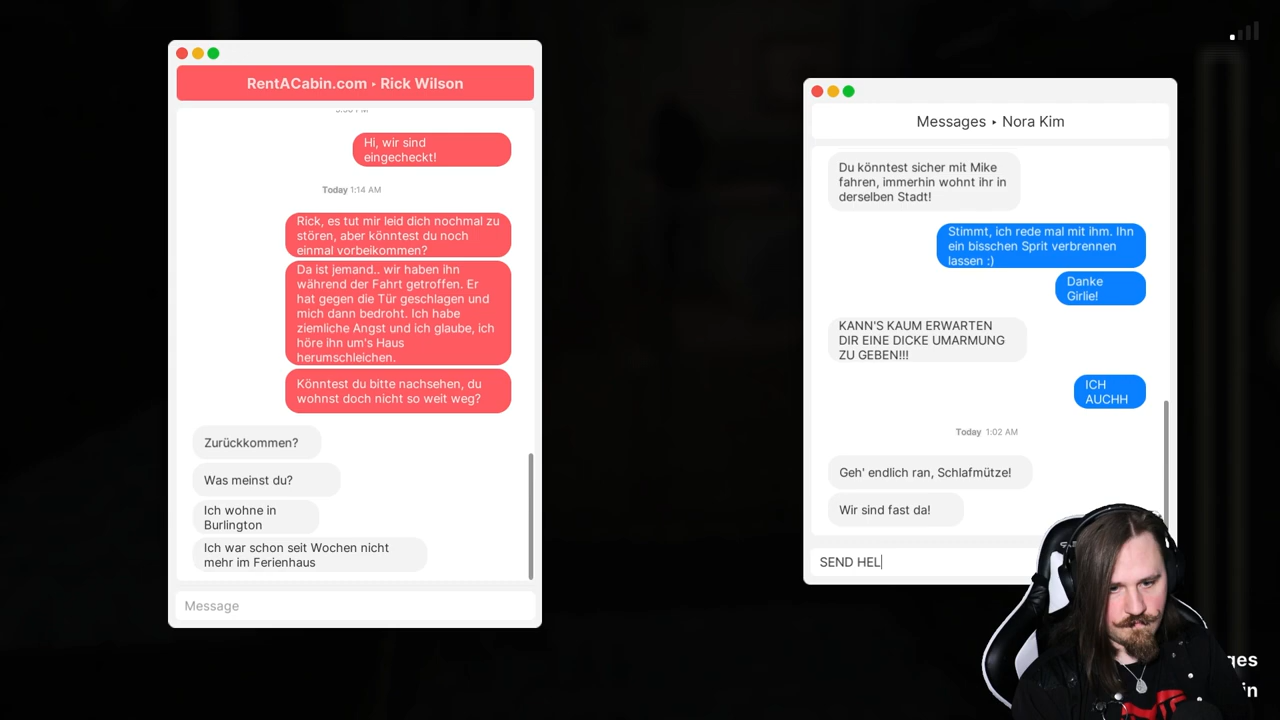 RentACabin.com ‣ Rick Wilson
Hi, wir sind
eingecheckt!
Today 1:14 AM
Rick, es tut mir leid dich nochmal zu
stören, aber könntest du noch
einmal vorbeikommen?
Da ist jemand.. wir haben ihn
während der Fahrt getroffen. Er
hat gegen die Tür geschlagen und
mich dann bedroht. Ich habe
ziemliche Angst und ich glaube, ich
höre ihn um's Haus
herumschleichen.
Könntest du bitte nachsehen, du
wohnst doch nicht so weit weg?
Zurückkommen?
Was meinst du?
Ich wohne in
Burlington
Ich war schon seit Wochen nicht
mehr im Ferienhaus
Message
Messages ‣ Nora Kim
Du könntest sicher mit Mike
fahren, immerhin wohnt ihr in
derselben Stadt!
Stimmt, ich rede mal mit ihm. Ihn
ein bisschen Sprit verbrennen
lassen :)
Danke
Girlie!
KANN'S KAUM ERWARTEN
DIR EINE DICKE UMARMUNG
ZU GEBEN!!!
ICH
AUCHH
Today 1:02 AM
Geh' endlich ran, Schlafmütze!
Wir sind fast da!
SEND HEL